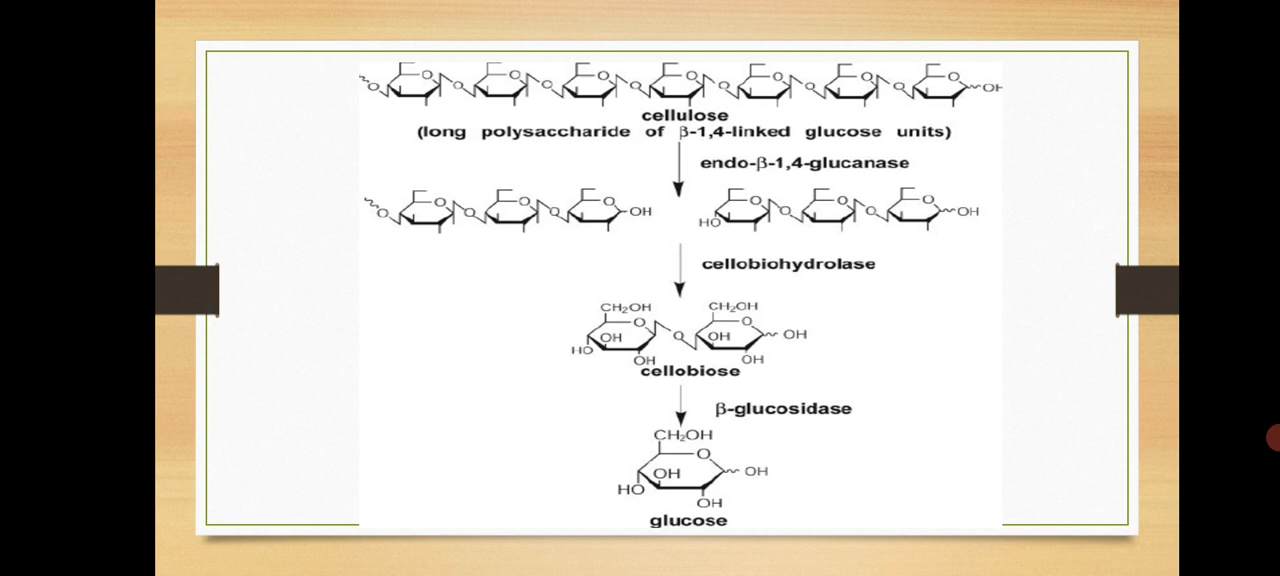 O O O O O O O O O O O O O O OH
cellulose
(long polysaccharide of β-1,4-linked glucose units)
endo-β-1,4-glucanase
O O O O O O OH
HO O O O O O OH
cellobiohydrolase
CH₂OH CH₂OH
O O
OH O OH OH
HO OH OH
cellobiose
β-glucosidase
CH₂OH
O
OH OH
HO OH
glucose